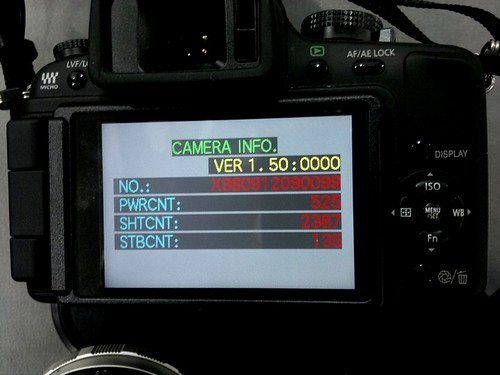 LVF/L
MICRO
AF/AE LOCK
CAMERA INFO.
VER 1.50:0000
NO.: XS80812090099
PWRCNT: 525
SHTCNT: 2387
STBCNT: 135
DISPLAY
ISO
MENU
/SET
WB
Fn